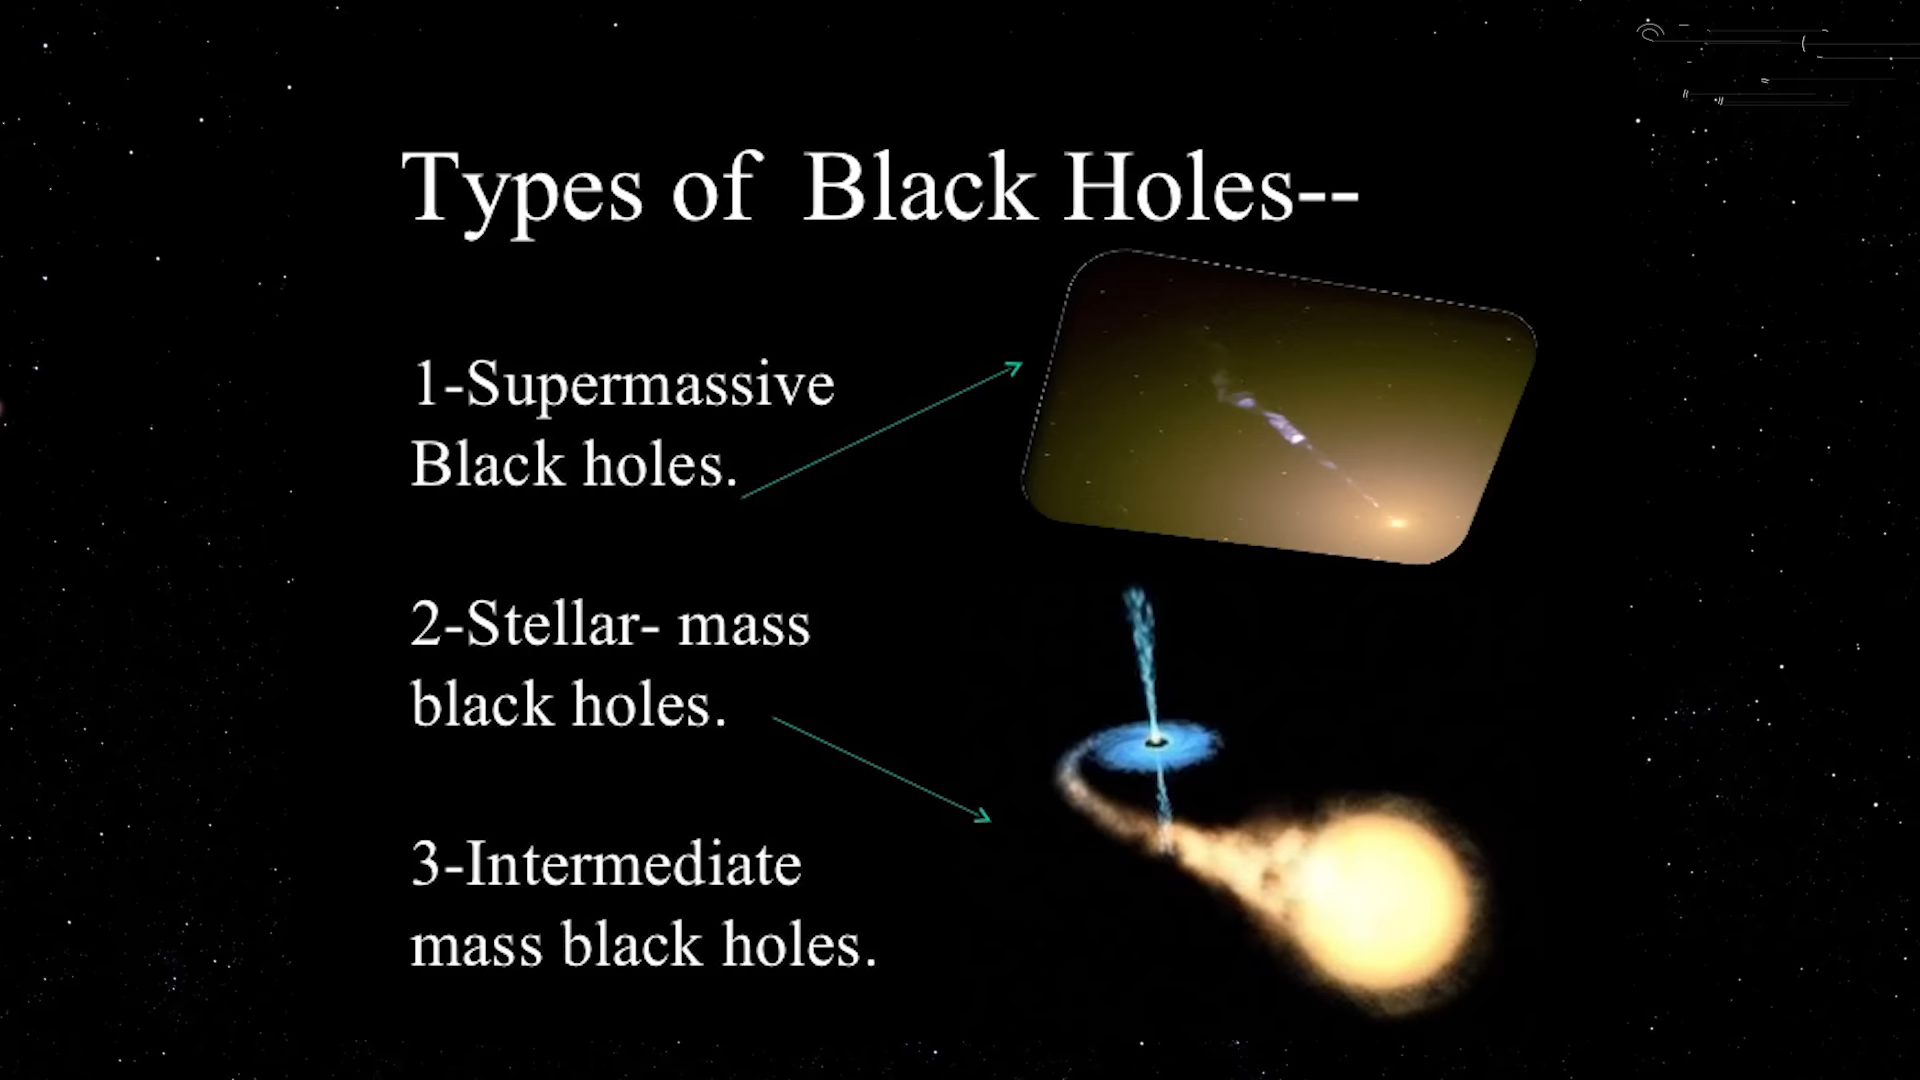 Types of  Black Holes--
1-Supermassive
Black holes.
2-Stellar- mass
black holes.
3-Intermediate
mass black holes.